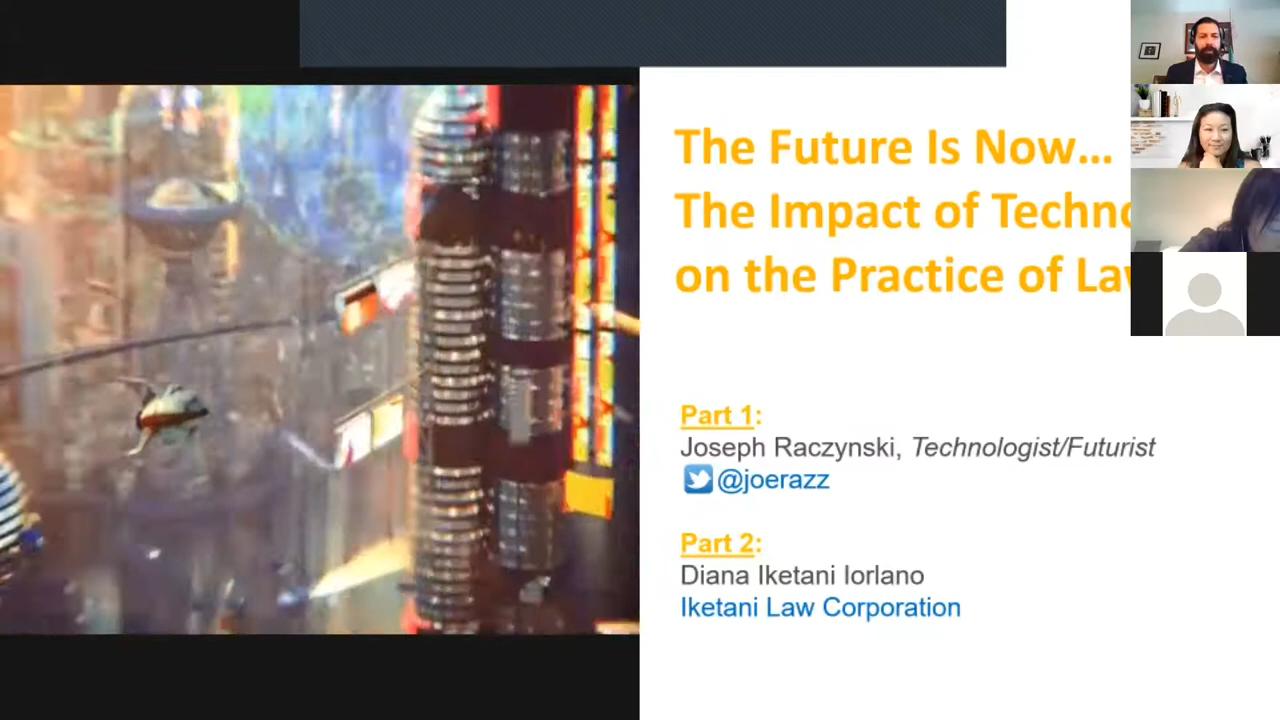 The Future Is Now...
The Impact of Techno
on the Practice of Law
Part 1:
Joseph Raczynski, Technologist/Futurist
@joerazz
Part 2:
Diana Iketani Iorlano
Iketani Law Corporation